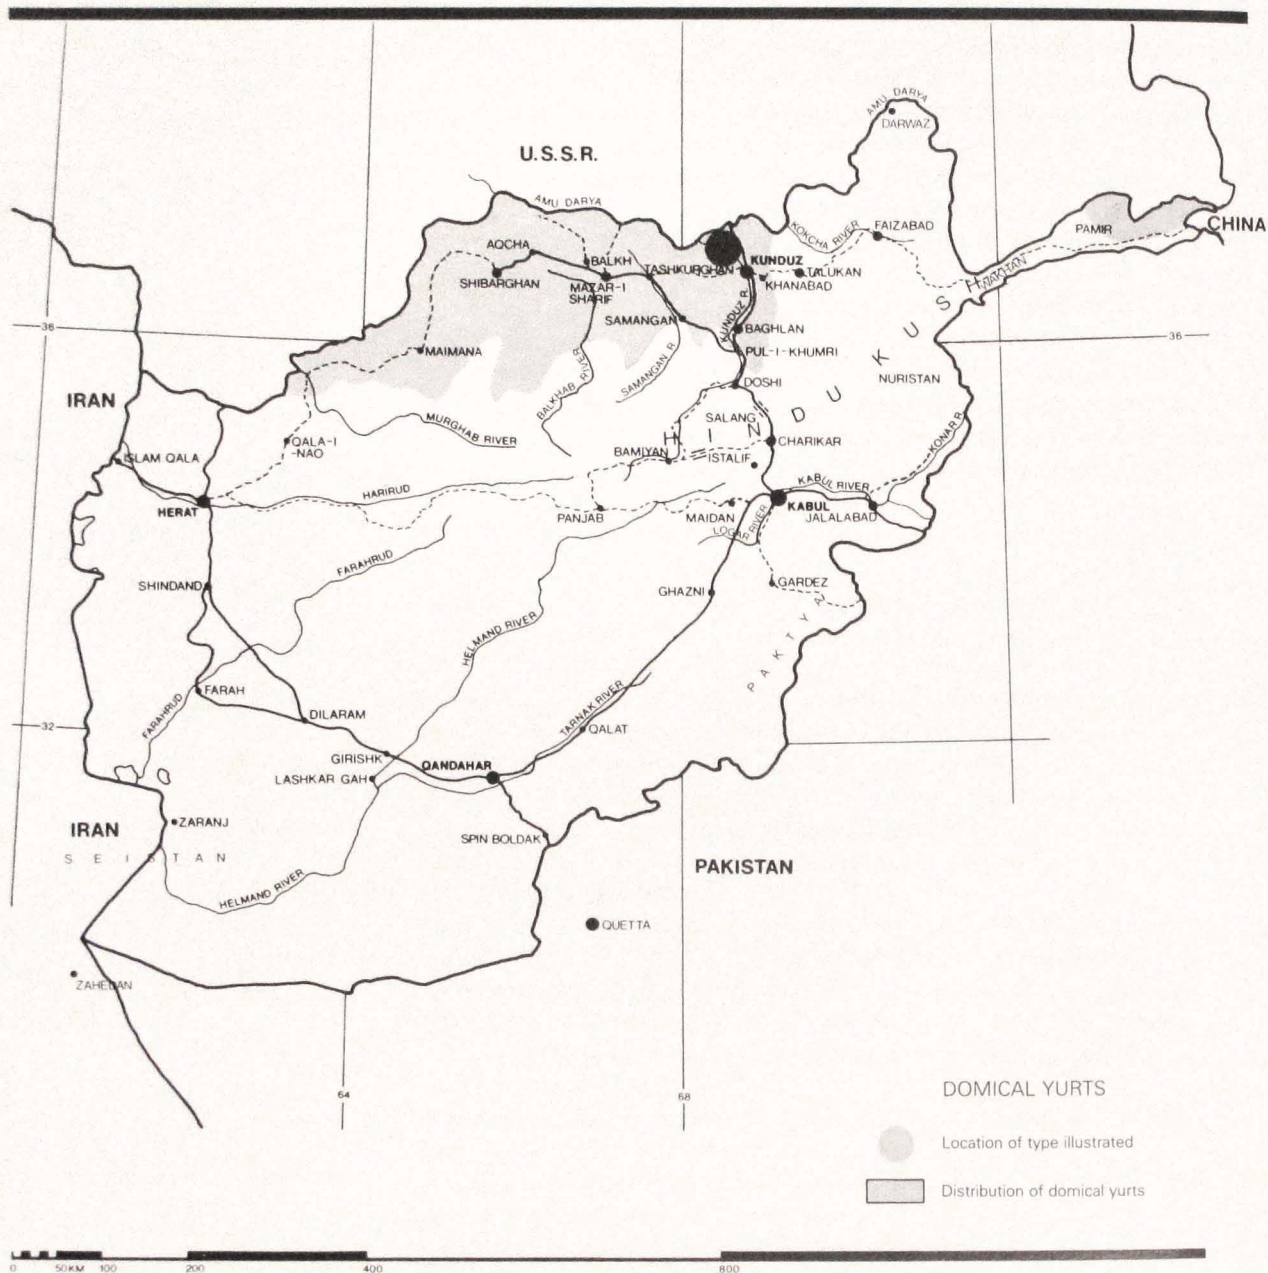 U.S.S.R.
AMU DARYA
DARWAZ
AMU DARYA
KOKCHA RIVER
FAIZABAD
PAMIR
CHINA
WAKHAN
AQCHA
BALKH
TASHKURGHAN
KUNDUZ
TALUKAN
KHANABAD
SHIBARGHAN
MAZAR-I
SHARIF
SAMANGAN
KUNDUZ R.
BAGHLAN
36
36
MAIMANA
PUL-I-KHUMRI
BALKHAB RIVER
SAMANGAN R.
DOSHI
NURISTAN
IRAN
HINDU KUSH
SALANG
MURGHAB RIVER
QALA-I
-NAO
CHARIKAR
KONAR R.
BAMIYAN
ISTALIF
ISLAM QALA
HARIRUD
KABUL RIVER
HERAT
PANJAB
MAIDAN
KABUL
JALALABAD
LOGAR RIVER
FARAHRUD
SHINDAND
GHAZNI
GARDEZ
HELMAND RIVER
PAKTYA
FARAH
FARAHRUD
DILARAM
TARNAK RIVER
QALAT
32
GIRISHK
LASHKAR GAH
QANDAHAR
IRAN
ZARANJ
SEISTAN
SPIN BOLDAK
PAKISTAN
HELMAND RIVER
QUETTA
ZAHEDAN
64
68
DOMICAL YURTS
Location of type illustrated
Distribution of domical yurts
0 50KM 100 200 400 800